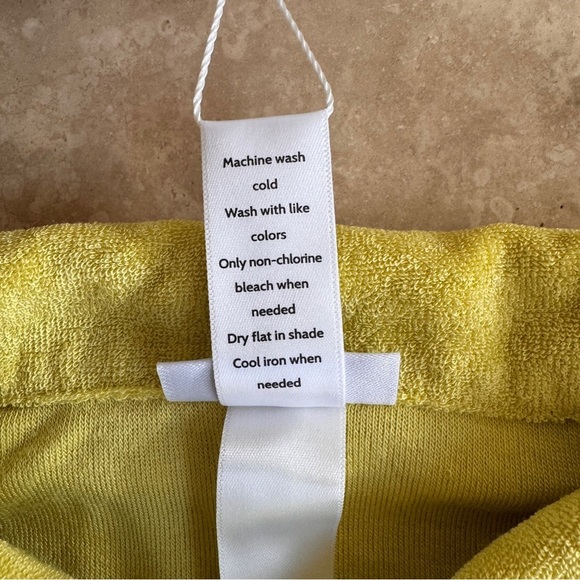 Machine wash
cold
Wash with like
colors
Only non-chlorine
bleach when
needed
Dry flat in shade
Cool iron when
needed